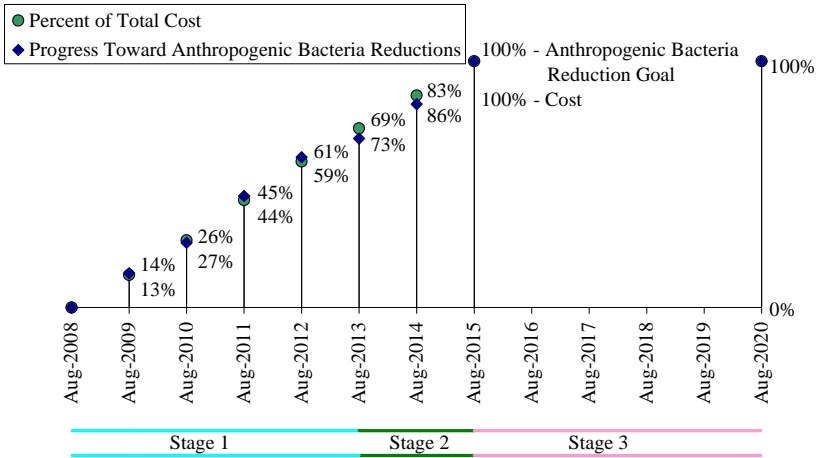 Percent of Total Cost
Progress Toward Anthropogenic Bacteria Reductions
100% - Anthropogenic Bacteria
Reduction Goal
100% - Cost
100%
83%
86%
69%
73%
61%
59%
45%
44%
26%
27%
14%
13%
0%
Aug-2008
Aug-2009
Aug-2010
Aug-2011
Aug-2012
Aug-2013
Aug-2014
Aug-2015
Aug-2016
Aug-2017
Aug-2018
Aug-2019
Aug-2020
Stage 1
Stage 2
Stage 3